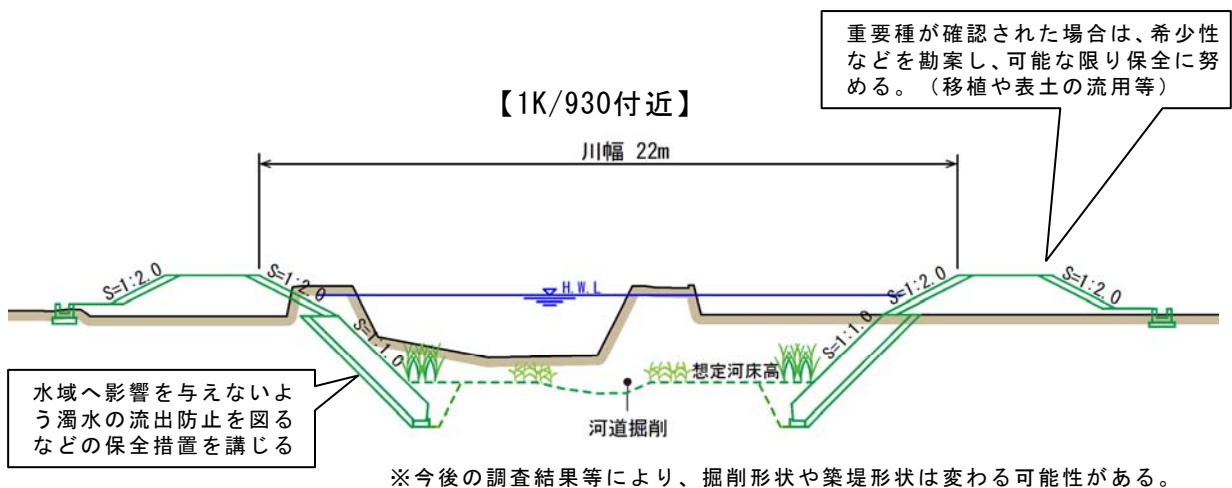 重要種が確認された場合は、希少性
などを勘案し、可能な限り保全に努
める。（移植や表土の流用等）
【1K/930付近】
川幅 22m
S=1:2.0
S=1:2.0
H.W.L
S=1:2.0
S=1:2.0
S=1:1.0
S=1:1.0
想定河床高
水域へ影響を与えないよ
う濁水の流出防止を図る
などの保全措置を講じる
河道掘削
※今後の調査結果等により、掘削形状や築堤形状は変わる可能性がある。